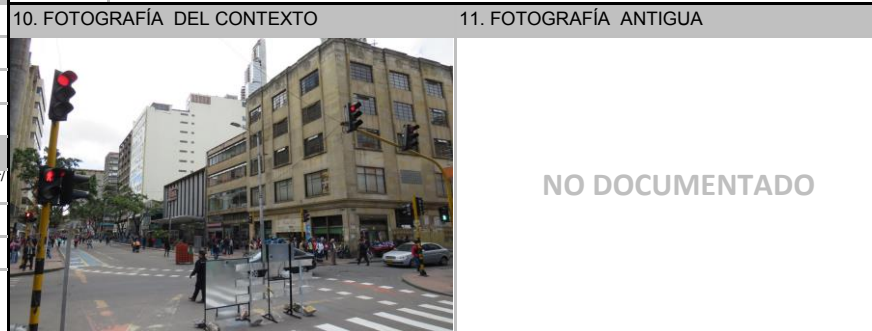 10. FOTOGRAFÍA DEL CONTEXTO
11. FOTOGRAFÍA ANTIGUA
NO DOCUMENTADO